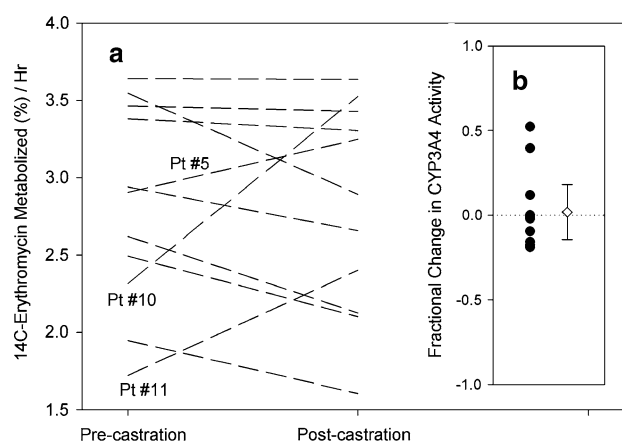 14C-Erythromycin Metabolized (%) / Hr
4.0
3.5
3.0
2.5
2.0
1.5
a
Pt #5
Pt #10
Pt #11
Pre-castration
Post-castration
Fractional Change in CYP3A4 Activity
1.0
0.5
0.0
-0.5
-1.0
b